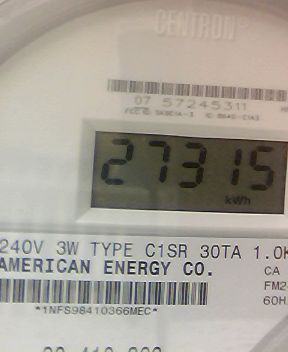 CENTRON®
07 57245311
27315
kWh
240V 3W TYPE C1SR 30TA 1.0K
AMERICAN ENERGY CO.
CA
FM2
60H
*1NFS98410366MEC*